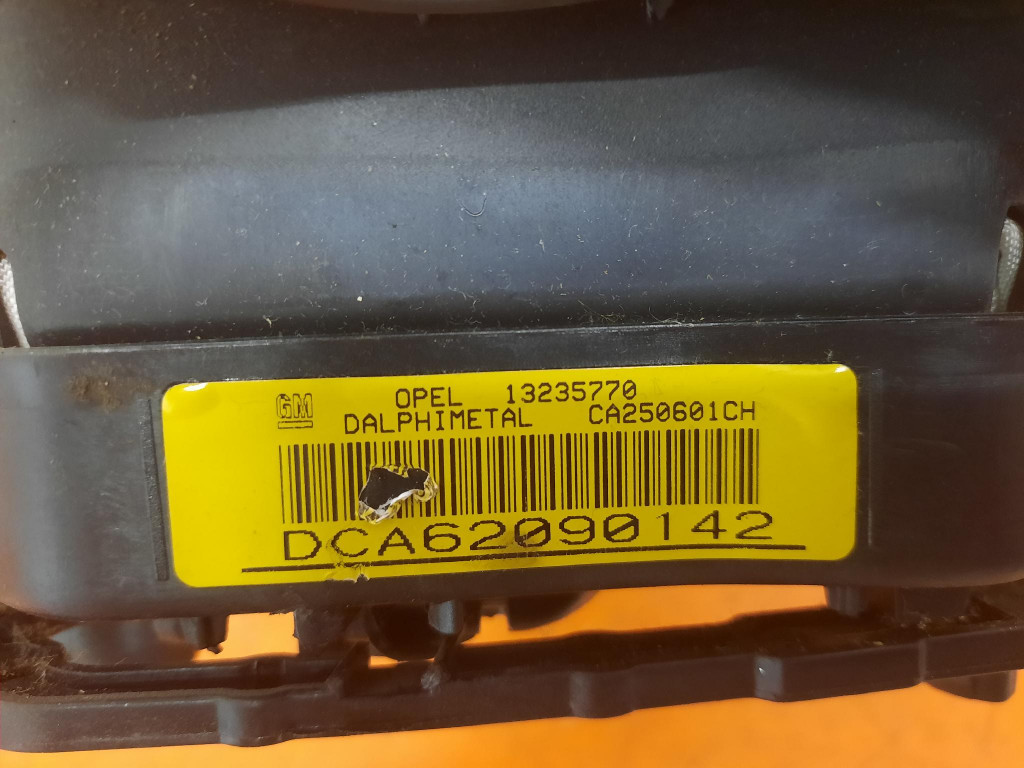 GM OPEL 13235770
DALPHIMETAL CA250601CH
DCA62090142